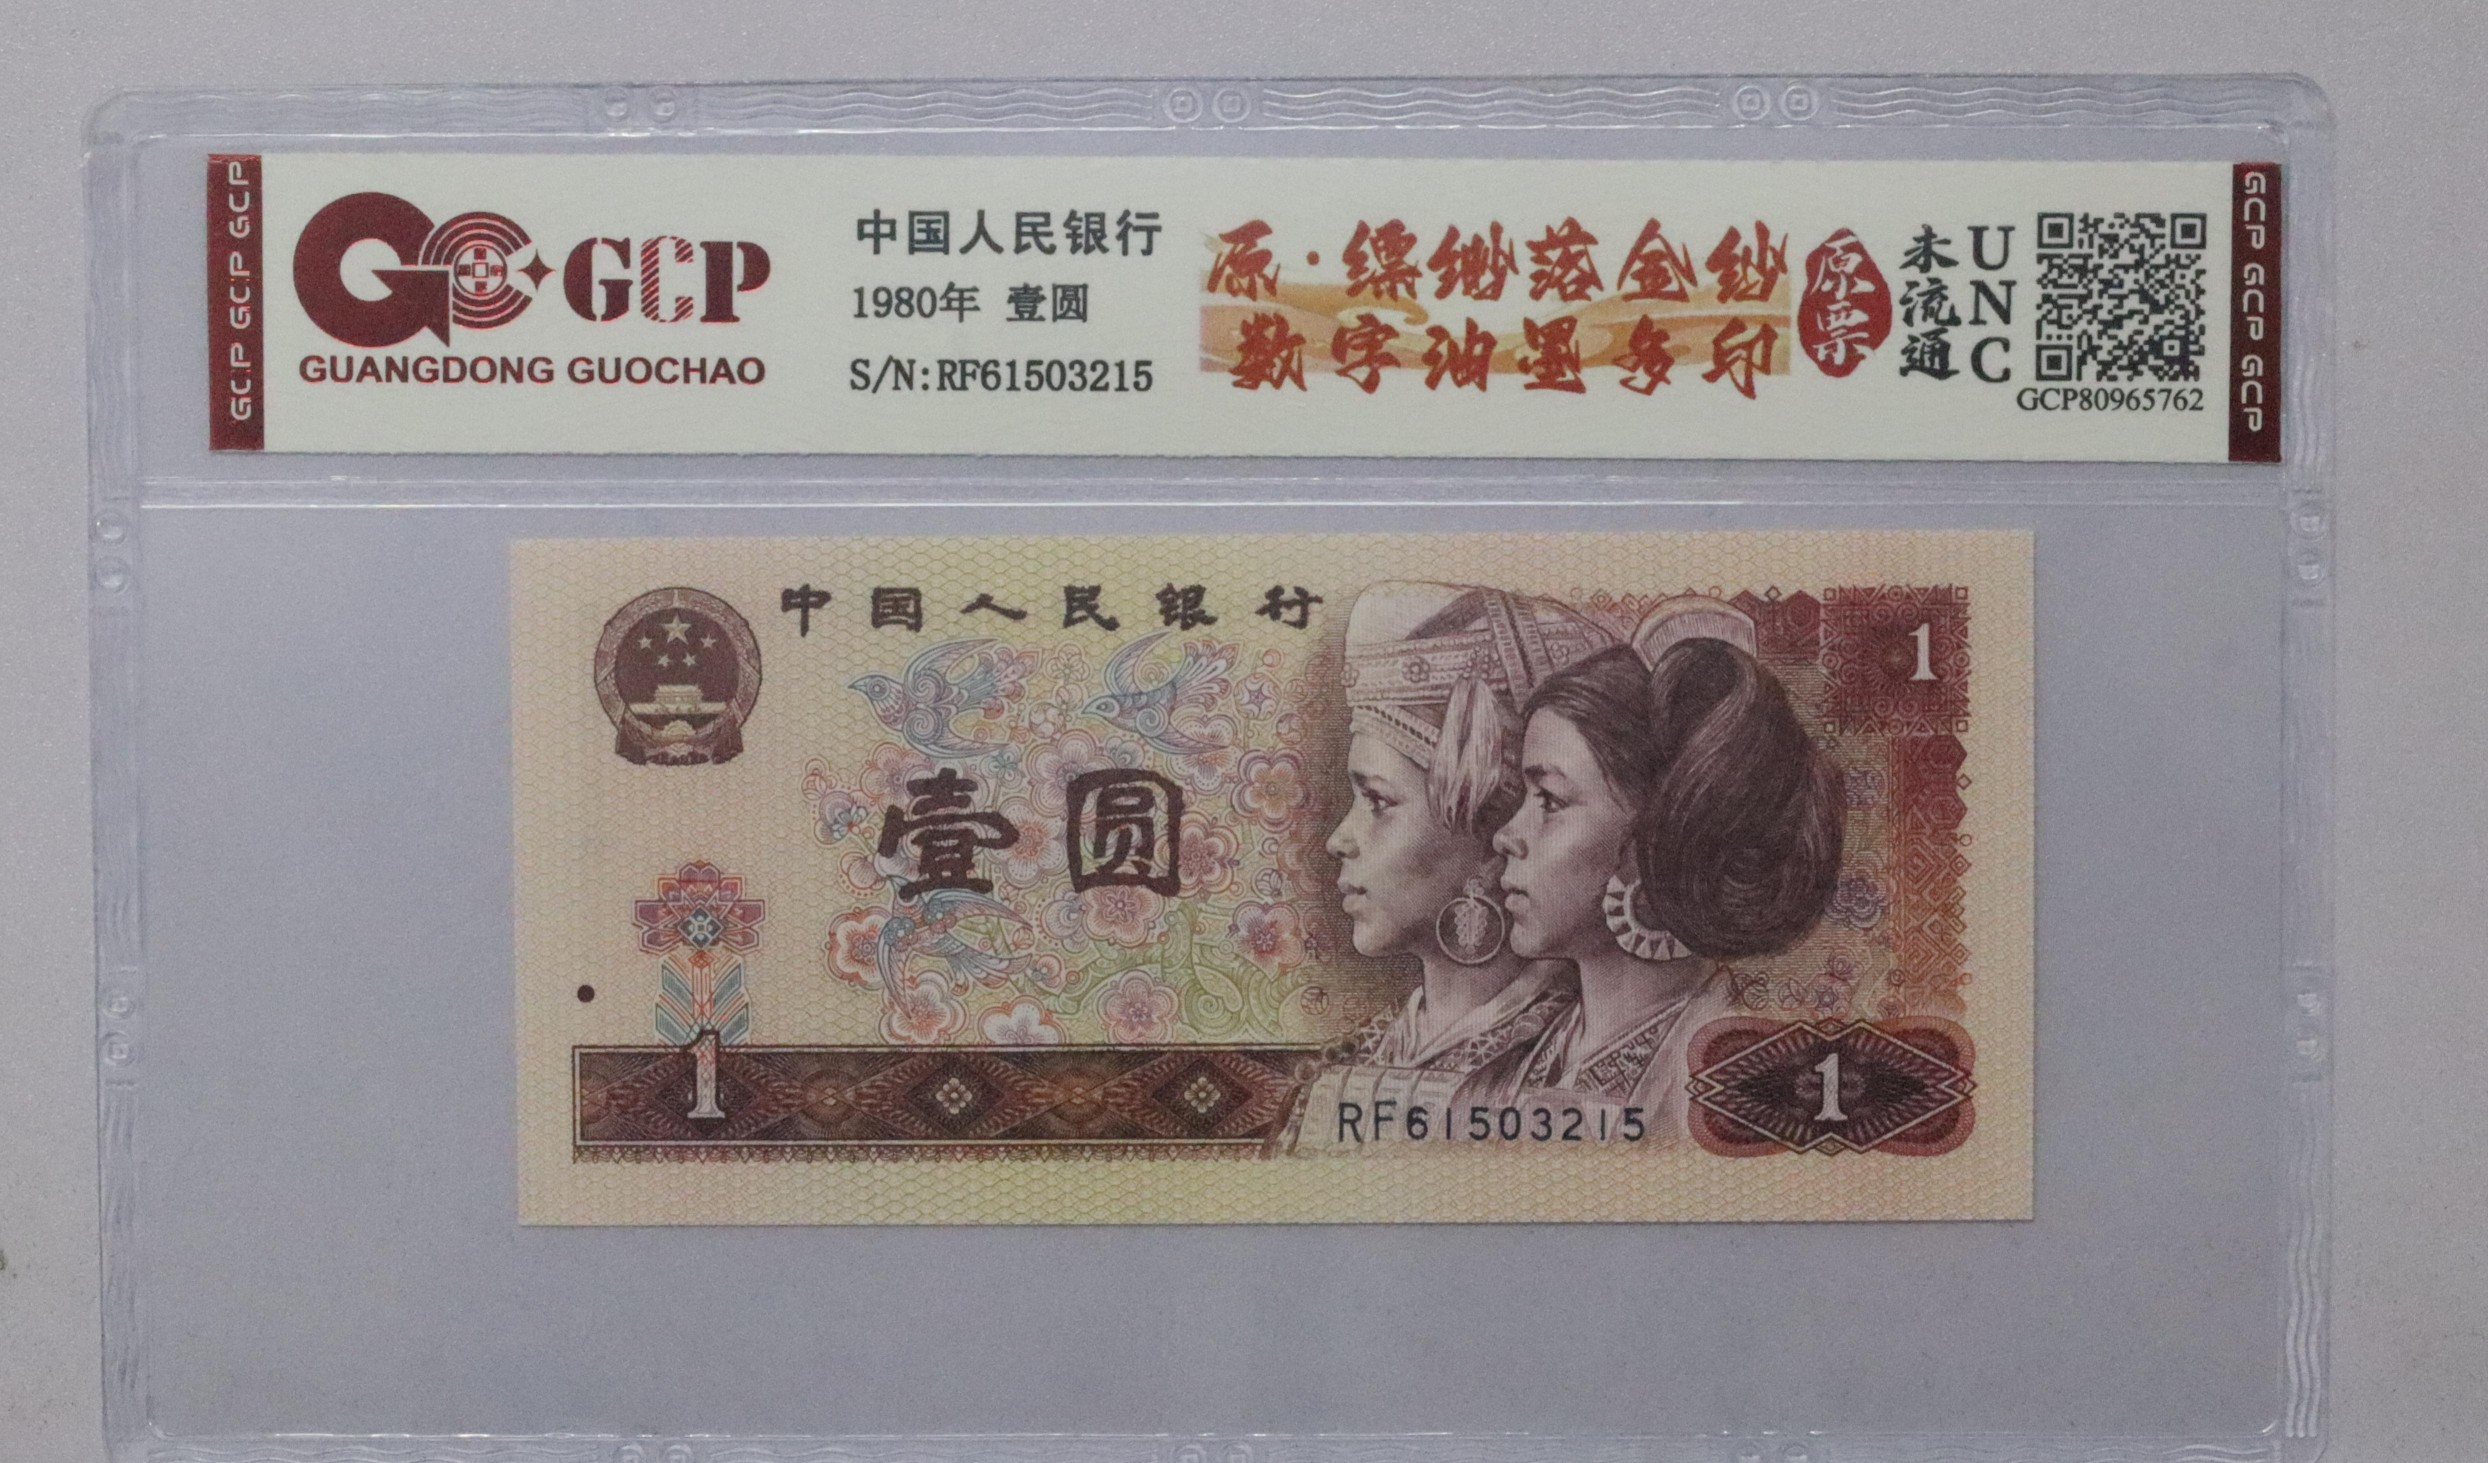 GCP GCP GCP
GCP
GUANGDONG GUOCHAO
中国人民银行
1980年 壹圆
S/N:RF61503215
原·缥缈落金纱
数字油墨多印
原票
未流通
UNC
GCP80965762
GCP GCP GCP
中国人民银行
1
壹圆
1
1
RF61503215